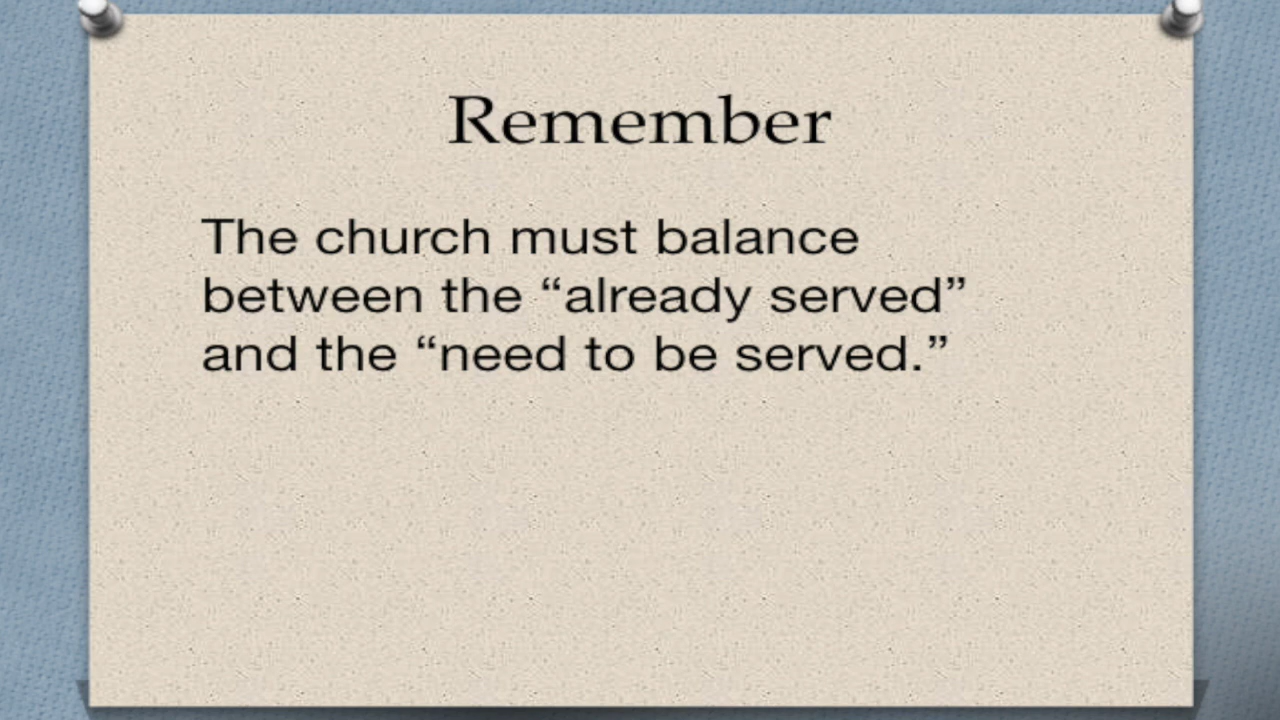 Remember
The church must balance
between the “already served”
and the “need to be served.”